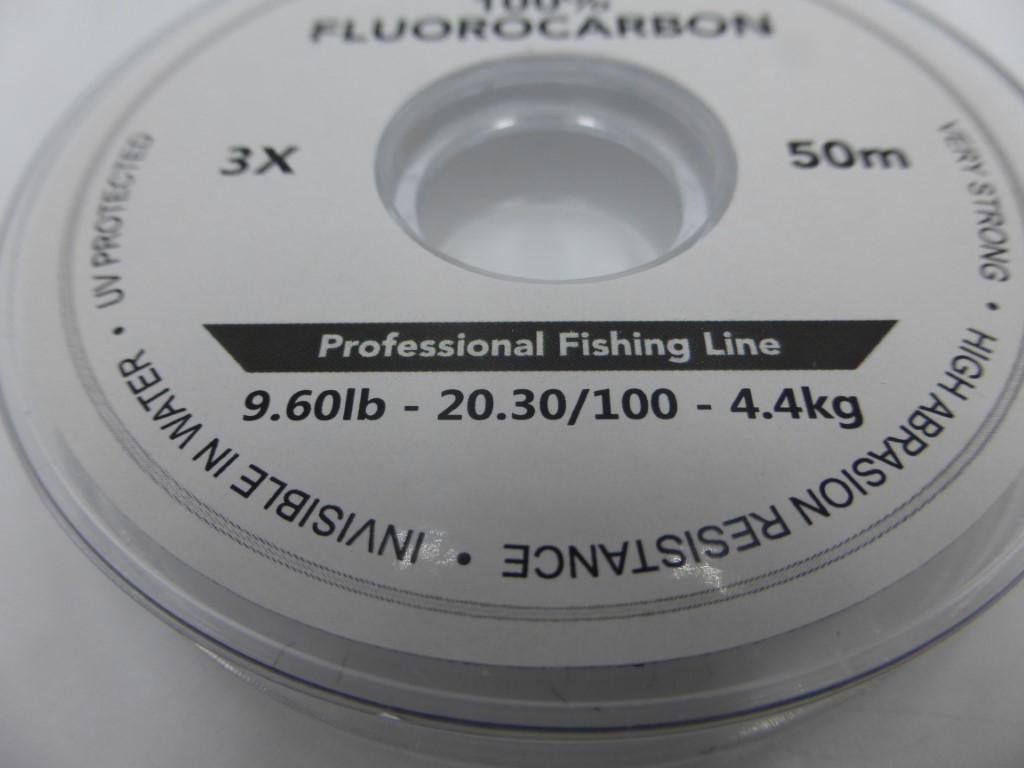 100%
FLUOROCARBON
3X
50m
Professional Fishing Line
9.60lb - 20.30/100 - 4.4kg
VERY STRONG • HIGH ABRASION RESISTANCE • INVISIBLE IN WATER • UV PROTECTED